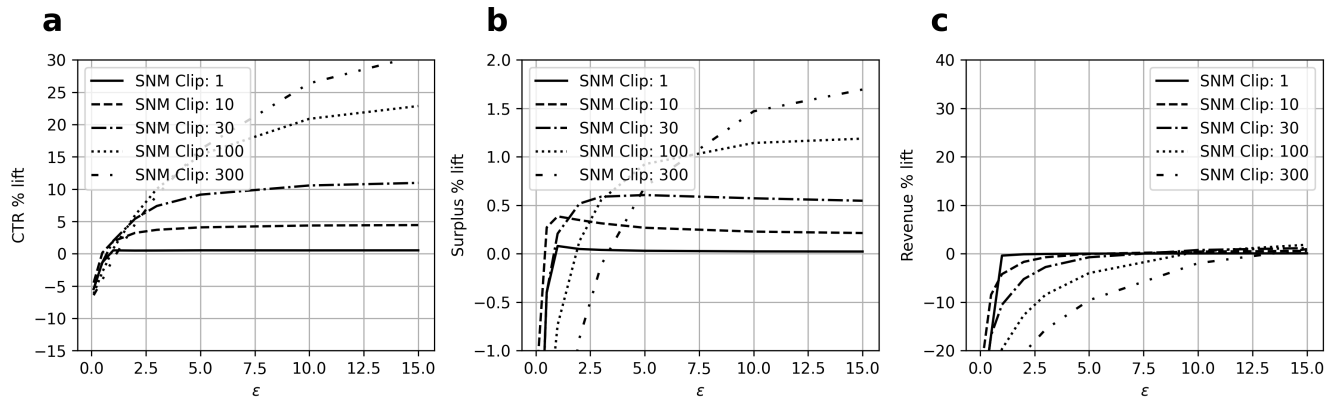 a
CTR % lift
30
25
20
15
10
5
0
−5
−10
−15
SNM Clip: 1
SNM Clip: 10
SNM Clip: 30
SNM Clip: 100
SNM Clip: 300
0.0 2.5 5.0 7.5 10.0 12.5 15.0
ε
b
Surplus % lift
2.0
1.5
1.0
0.5
0.0
−0.5
−1.0
SNM Clip: 1
SNM Clip: 10
SNM Clip: 30
SNM Clip: 100
SNM Clip: 300
0.0 2.5 5.0 7.5 10.0 12.5 15.0
ε
c
Revenue % lift
40
30
20
10
0
−10
−20
SNM Clip: 1
SNM Clip: 10
SNM Clip: 30
SNM Clip: 100
SNM Clip: 300
0.0 2.5 5.0 7.5 10.0 12.5 15.0
ε